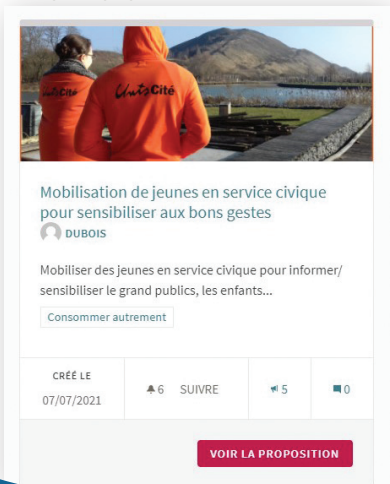 UnisCité
UnisCité
Mobilisation de jeunes en service civique
pour sensibiliser aux bons gestes
DUBOIS
Mobiliser des jeunes en service civique pour informer/
sensibiliser le grand publics, les enfants...
Consommer autrement
CRÉÉ LE
07/07/2021
6 SUIVRE
5
0
VOIR LA PROPOSITION